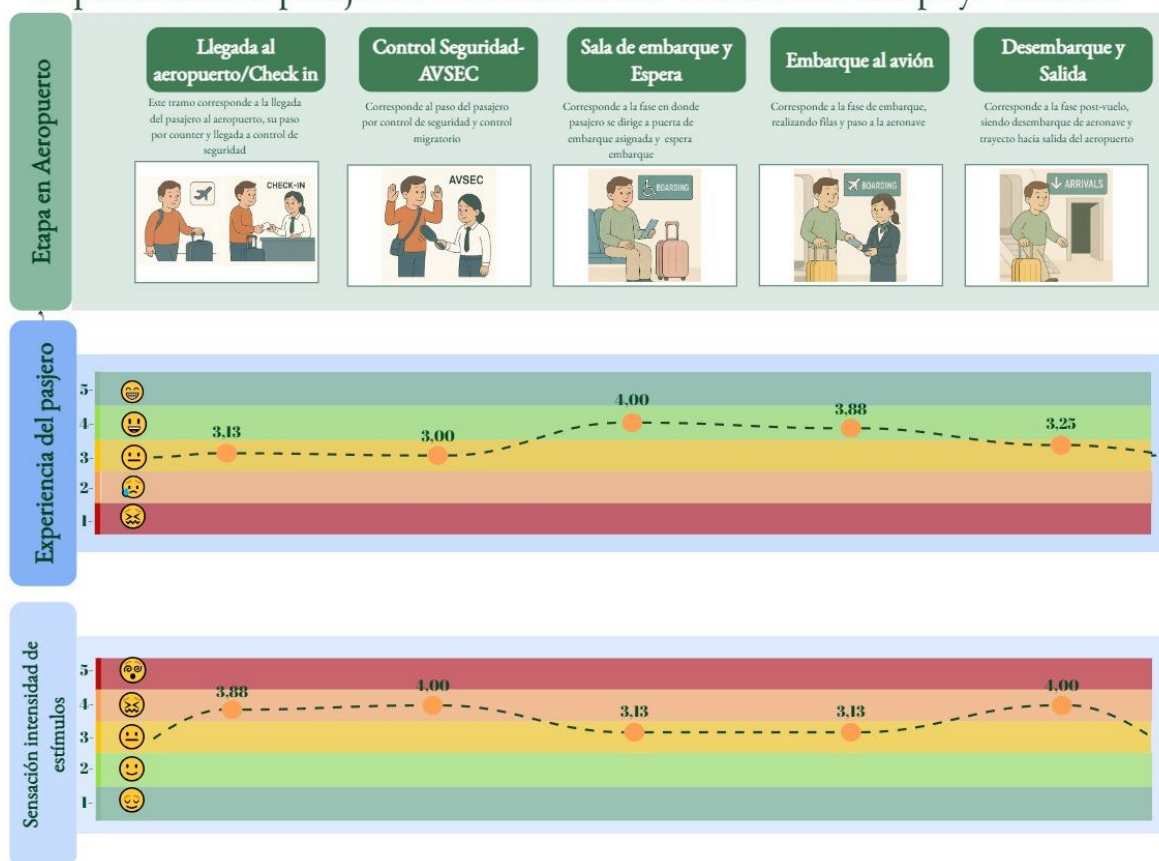 Etapa en Aeropuerto
Llegada al
aeropuerto/Check in
Este tramo corresponde a la llegada
del pasajero al aeropuerto, su paso
por counter y llegada a control de
seguridad
CHECK-IN
Control Seguridad-
AVSEC
Corresponde al paso del pasajero
por control de seguridad y control
migratorio
AVSEC
Sala de embarque y
Espera
Corresponde a la fase en donde
pasajero se dirige a puerta de
embarque asignada y espera
embarque
BOARDING
Embarque al avión
Corresponde a la fase de embarque,
realizando filas y paso a la aeronave
BOARDING
Desembarque y
Salida
Corresponde a la fase post-vuelo,
siendo desembarque de aeronave y
trayecto hacia salida del aeropuerto
ARRIVALS
Experiencia del pasjero
5-
4-
3-
2-
1-
3,13
3,00
4,00
3,88
3,25
Sensación intensidad de
estímulos
5-
4-
3-
2-
1-
3,88
4,00
3,13
3,13
4,00